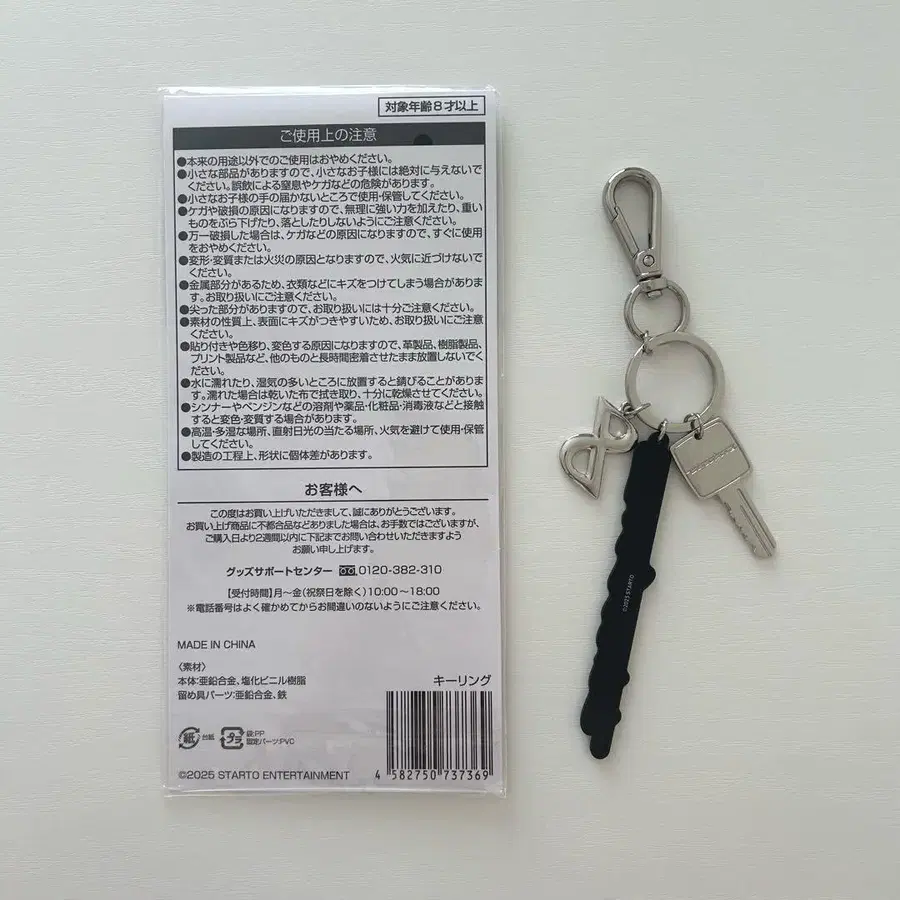 対象年齢8才以上
ご使用上の注意
●本来の用途以外でのご使用はおやめください。
●小さな部品がありますので、小さなお子様には絶対に与えないで
ください。誤飲による窒息やケガなどの危険があります。
●小さなお子様の手の届かないところで使用・保管してください。
●ケガや破損の原因になりますので、無理に強い力を加えたり、重い
ものをぶら下げたり、落としたりしないようにご注意ください。
●万一破損した場合は、ケガなどの原因になりますので、すぐに使用
をおやめください。
●変形・変質または火災の原因となりますので、火気に近づけないで
ください。
●金属部分があるため、衣類などにキズをつけてしまう場合がありま
す。お取り扱いにご注意ください。
●尖った部分がありますので、お取り扱いには十分ご注意ください。
●素材の性質上、表面にキズがつきやすいため、お取り扱いにご注意
ください。
●貼り付きや色移り、変色する原因になりますので、革製品、樹脂製品、
プリント製品など、他のものと長時間密着させたまま放置しないでく
ださい。
●水に濡れたり、湿気の多いところに放置すると錆びることがありま
す。濡れた場合は乾いた布で拭き取り、十分に乾燥させてください。
●シンナーやベンジンなどの溶剤や薬品・化粧品・消毒液などと接触
すると変色・変質する場合があります。
●高温・多湿な場所、直射日光の当たる場所、火気を避けて使用・保管
してください。
●製造の工程上、形状に個体差があります。
お客様へ
この度はお買い上げいただきまして、誠にありがとうございます。
お買い上げ商品に不都合品などありました場合は、お手数ではございますが、
ご購入日より2週間以内に下記までお問い合わせいただきますよう
お願い申し上げます。
グッズサポートセンター 0120-382-310
【受付時間】月～金(祝祭日を除く)10:00～18:00
※電話番号はよく確かめてからお間違いのないようにご注意ください。
MADE IN CHINA
〈素材〉
本体:亜鉛合金、塩化ビニル樹脂
留め具パーツ:亜鉛合金、鉄
キーリング
紙 台紙
プラ 袋:PP
固定パーツ:PVC
©2025 STARTO ENTERTAINMENT
4 582750 737369
©2025 STARTO